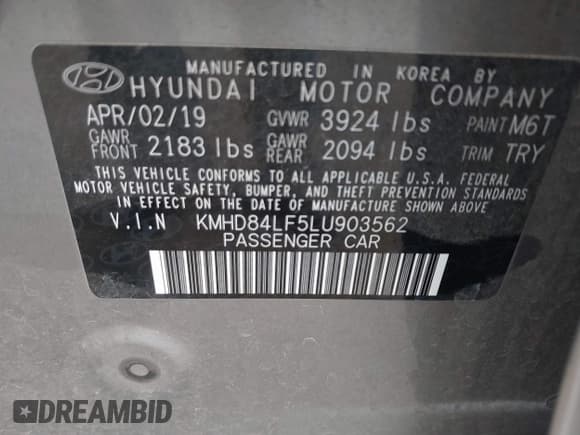 MANUFACTURED IN KOREA BY
HYUNDAI MOTOR COMPANY
APR/02/19 GVWR 3924 lbs PAINT M6T
GAWR FRONT 2183 lbs GAWR REAR 2094 lbs TRIM TRY
THIS VEHICLE CONFORMS TO ALL APPLICABLE U.S.A. FEDERAL
MOTOR VEHICLE SAFETY, BUMPER, AND THEFT PREVENTION STANDARDS
IN EFFECT ON THE DATE OF MANUFACTURE SHOWN ABOVE.
V.I.N KMHD84LF5LU903562
PASSENGER CAR
DREAMBID